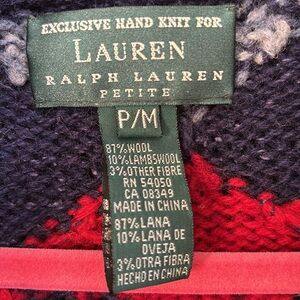 EXCLUSIVE HAND KNIT FOR
LAUREN
RALPH LAUREN
PETITE
P/M
87%WOOL
10%LAMBSWOOL
3%OTHER FIBRE
RN 54050
CA 08349
MADE IN CHINA
87%LANA
10%LANA DE
OVEJA
3%OTRA FIBRA
HECHO EN CHINA